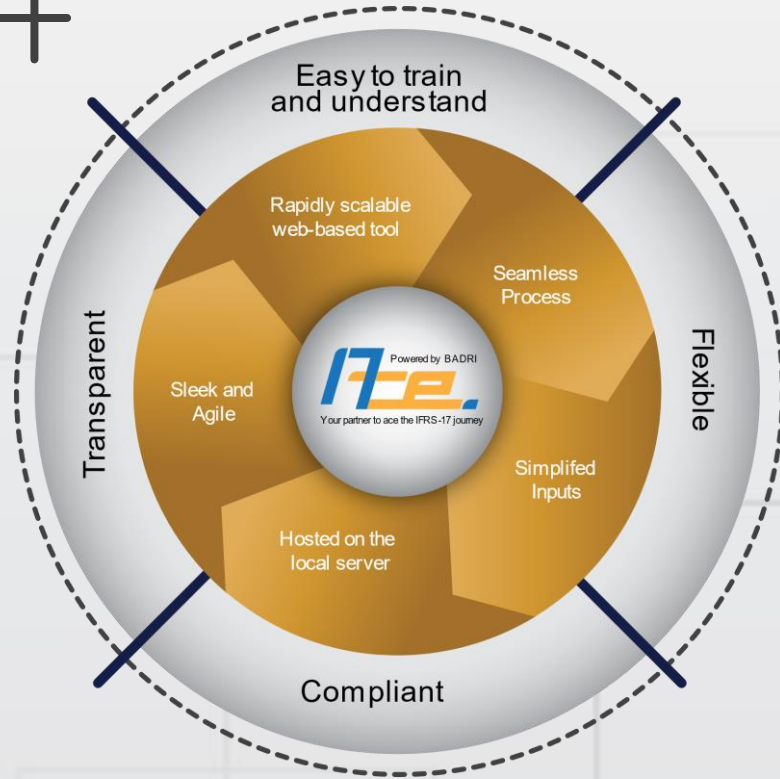 Easy to train
and understand
Rapidly scalable
web-based tool
Seamless
Process
Transparent
Sleek and
Agile
Powered by BADRI
17ce.
Your partner to ace the IFRS-17 journey
Flexible
Simplifed
Inputs
Hosted on the
local server
Compliant